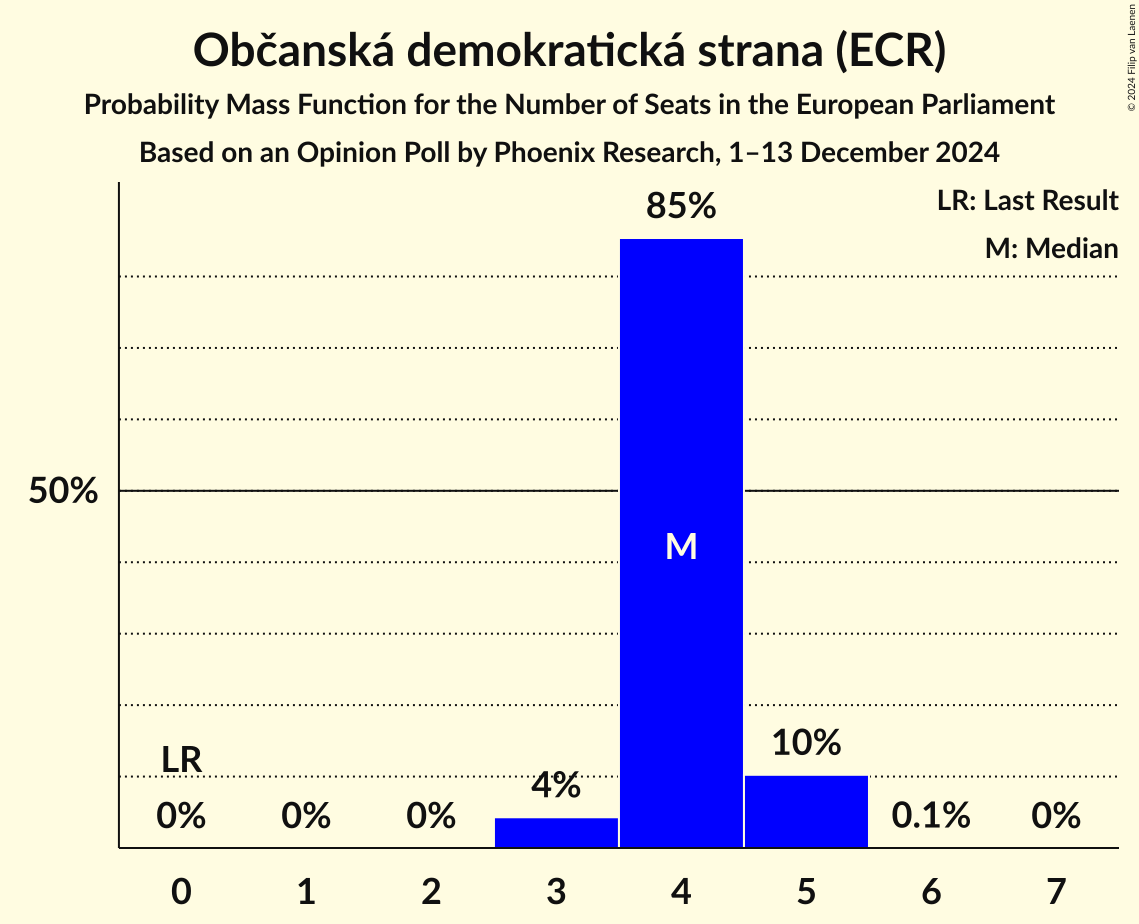 Občanská demokratická strana (ECR)
Probability Mass Function for the Number of Seats in the European Parliament
Based on an Opinion Poll by Phoenix Research, 1–13 December 2024
© 2024 Filip van Laenen
LR: Last Result
M: Median
85%
50%
M
10%
LR
4%
0%
0%
0%
0.1%
0%
0 1 2 3 4 5 6 7